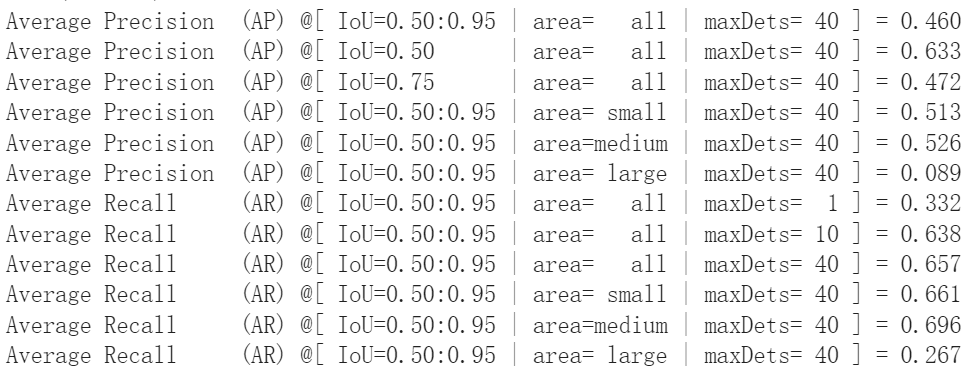 Average Precision  (AP) @[ IoU=0.50:0.95 | area=   all | maxDets= 40 ] = 0.460
Average Precision  (AP) @[ IoU=0.50      | area=   all | maxDets= 40 ] = 0.633
Average Precision  (AP) @[ IoU=0.75      | area=   all | maxDets= 40 ] = 0.472
Average Precision  (AP) @[ IoU=0.50:0.95 | area= small | maxDets= 40 ] = 0.513
Average Precision  (AP) @[ IoU=0.50:0.95 | area=medium | maxDets= 40 ] = 0.526
Average Precision  (AP) @[ IoU=0.50:0.95 | area= large | maxDets= 40 ] = 0.089
Average Recall     (AR) @[ IoU=0.50:0.95 | area=   all | maxDets=  1 ] = 0.332
Average Recall     (AR) @[ IoU=0.50:0.95 | area=   all | maxDets= 10 ] = 0.638
Average Recall     (AR) @[ IoU=0.50:0.95 | area=   all | maxDets= 40 ] = 0.657
Average Recall     (AR) @[ IoU=0.50:0.95 | area= small | maxDets= 40 ] = 0.661
Average Recall     (AR) @[ IoU=0.50:0.95 | area=medium | maxDets= 40 ] = 0.696
Average Recall     (AR) @[ IoU=0.50:0.95 | area= large | maxDets= 40 ] = 0.267